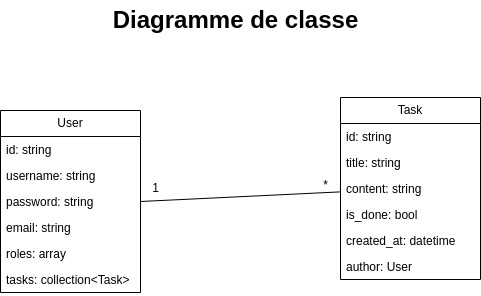 Diagramme de classe
User
id: string
username: string
password: string
email: string
roles: array
tasks: collection<Task>
1
*
Task
id: string
title: string
content: string
is_done: bool
created_at: datetime
author: User